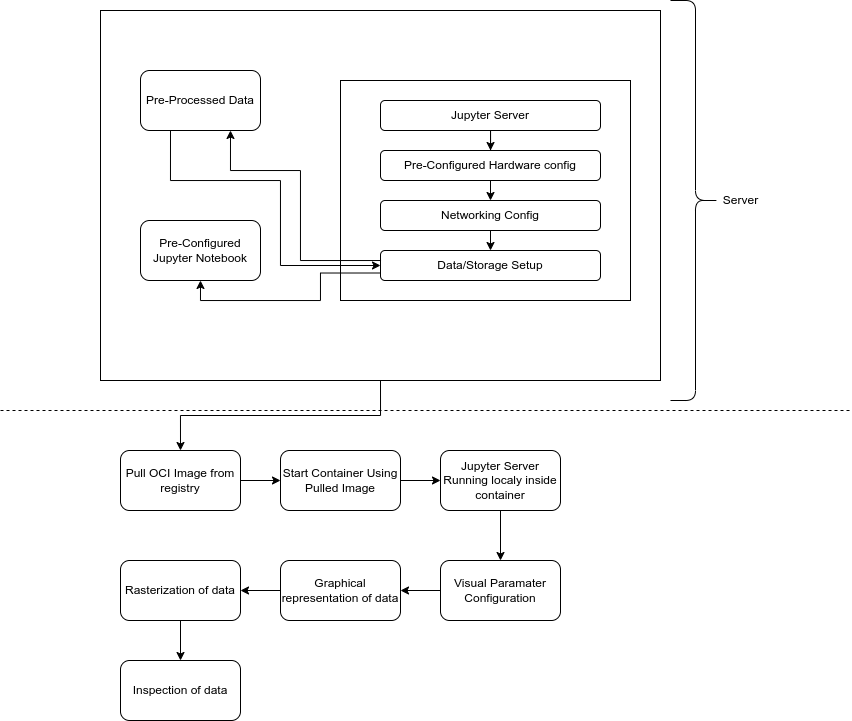 Pre-Processed Data
Jupyter Server
Pre-Configured Hardware config
Server
Networking Config
Pre-Configured
Jupyter Notebook
Data/Storage Setup
Pull OCI Image from
registry
Start Container Using
Pulled Image
Jupyter Server
Running localy inside
container
Rasterization of data
Graphical
representation of data
Visual Paramater
Configuration
Inspection of data